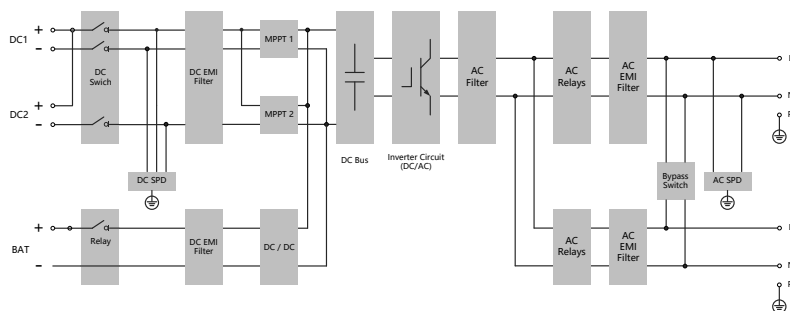 DC1
+
-
DC2
+
-
DC
Swich
DC EMI
Filter
MPPT 1
MPPT 2
DC SPD
DC Bus
Inverter Circuit
(DC/AC)
AC
Filter
AC
Relays
AC
EMI
Filter
Bypass
Switch
AC SPD
BAT
+
-
Relay
DC EMI
Filter
DC / DC
AC
Relays
AC
EMI
Filter